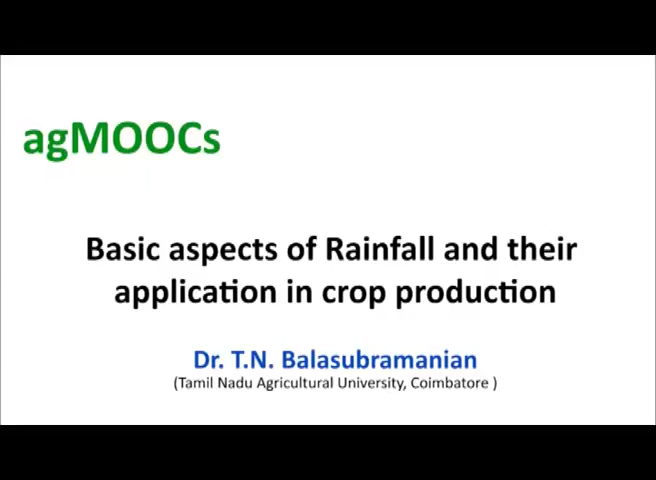 agMOOCs
Basic aspects of Rainfall and their
application in crop production
Dr. T.N. Balasubramanian
(Tamil Nadu Agricultural University, Coimbatore )